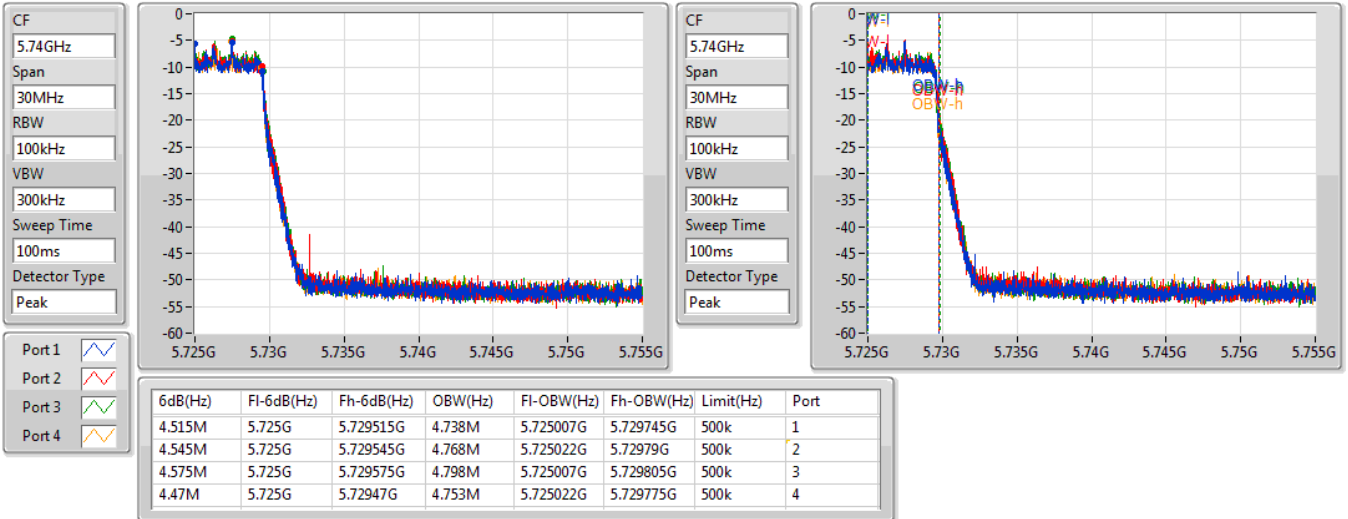 CF
5.74GHz
Span
30MHz
RBW
100kHz
VBW
300kHz
Sweep Time
100ms
Detector Type
Peak
0-
-5-
-10-
-15-
-20-
-25-
-30-
-35-
-40-
-45-
-50-
-55-
-60-
5.725G 5.73G 5.735G 5.74G 5.745G 5.75G 5.755G
CF
5.74GHz
Span
30MHz
RBW
100kHz
VBW
300kHz
Sweep Time
100ms
Detector Type
Peak
0-
-5-
-10-
-15-
-20-
-25-
-30-
-35-
-40-
-45-
-50-
-55-
-60-
W-l
W-l
OBW-h
OBW-h
5.725G 5.73G 5.735G 5.74G 5.745G 5.75G 5.755G
Port 1
Port 2
Port 3
Port 4
6dB(Hz) Fl-6dB(Hz) Fh-6dB(Hz) OBW(Hz) Fl-OBW(Hz) Fh-OBW(Hz) Limit(Hz) Port
4.515M 5.725G 5.729515G 4.738M 5.725007G 5.729745G 500k 1
4.545M 5.725G 5.729545G 4.768M 5.725022G 5.72979G 500k 2
4.575M 5.725G 5.729575G 4.798M 5.725007G 5.729805G 500k 3
4.47M 5.725G 5.72947G 4.753M 5.725022G 5.729775G 500k 4